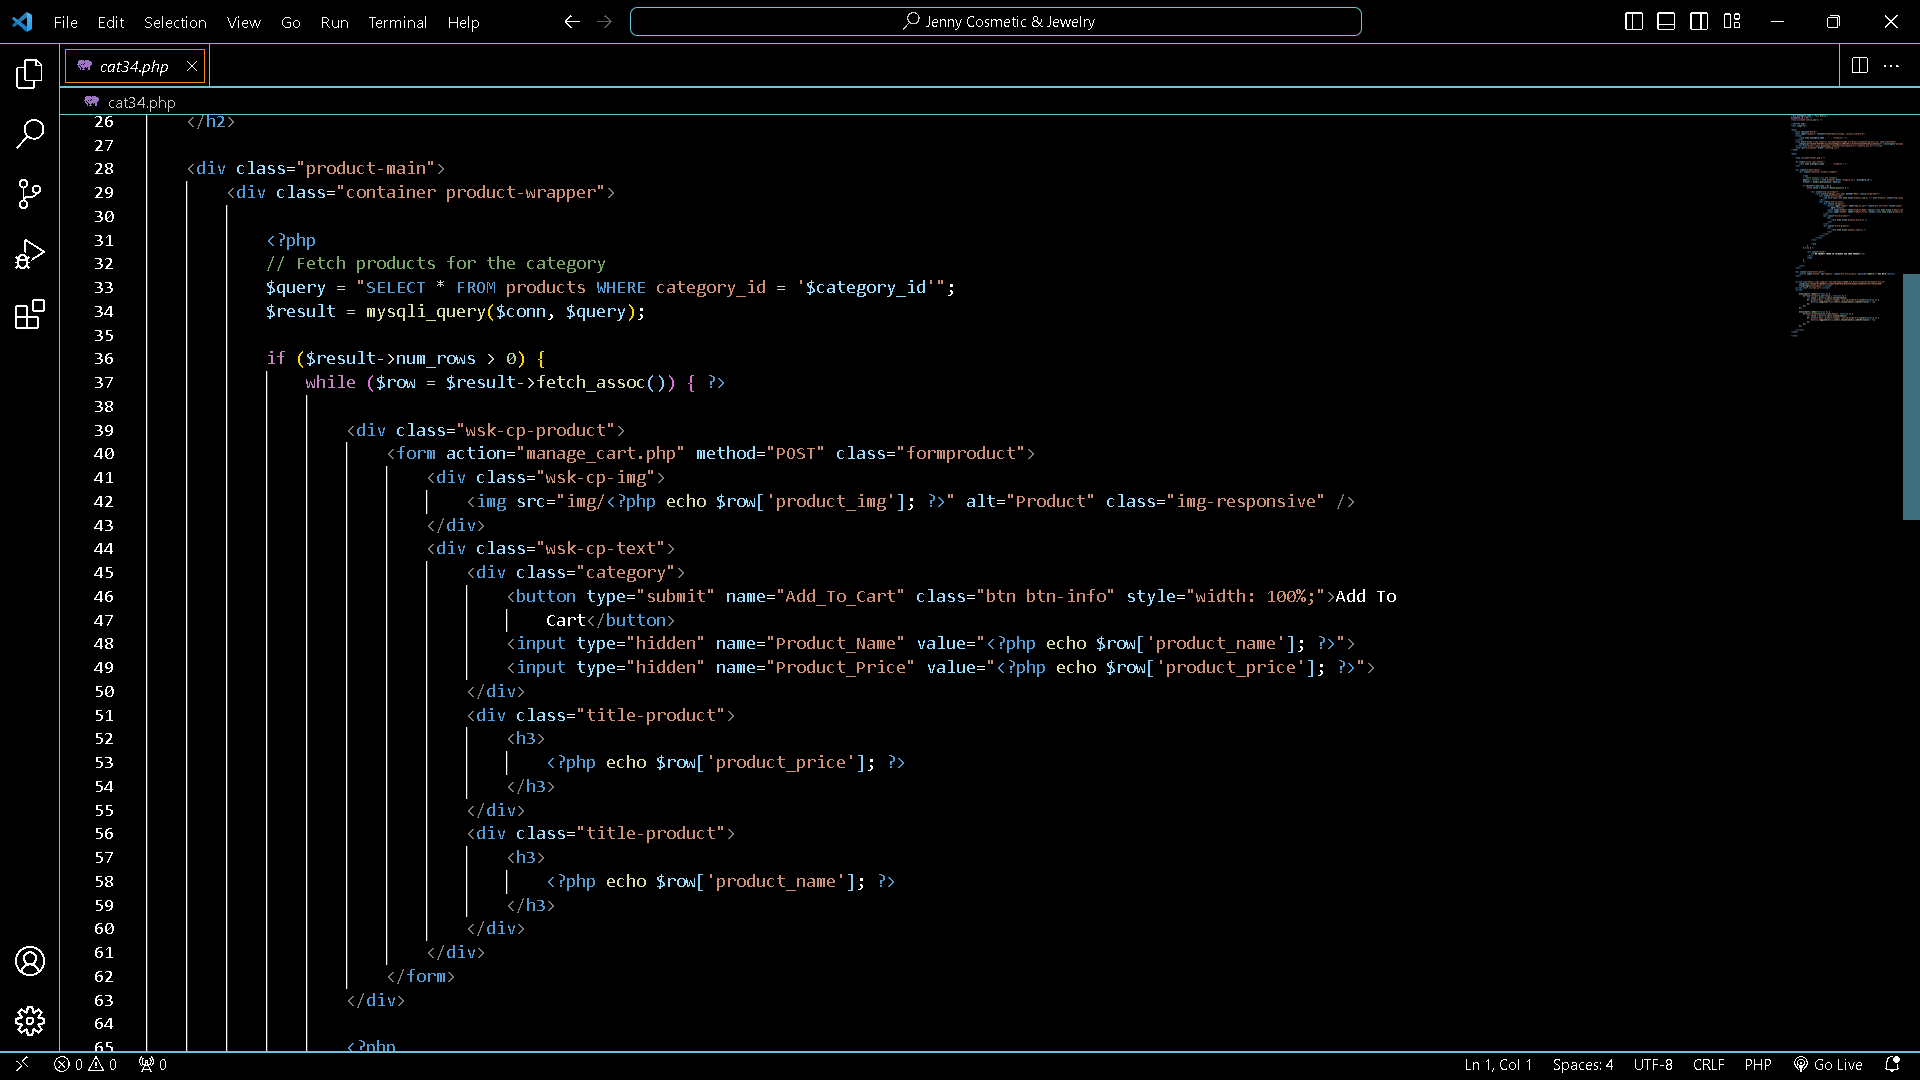 File Edit Selection View Go Run Terminal Help
Jenny Cosmetic & Jewelry
cat34.php
cat34.php
26 </h2>
27
28 <div class="product-main">
29 <div class="container product-wrapper">
30
31 <?php
32 // Fetch products for the category
33 $query = "SELECT * FROM products WHERE category_id = '$category_id'";
34 $result = mysqli_query($conn, $query);
35
36 if ($result->num_rows > 0) {
37 while ($row = $result->fetch_assoc()) { ?>
38
39 <div class="wsk-cp-product">
40 <form action="manage_cart.php" method="POST" class="formproduct">
41 <div class="wsk-cp-img">
42 <img src="img/<?php echo $row['product_img']; ?>" alt="Product" class="img-responsive" />
43 </div>
44 <div class="wsk-cp-text">
45 <div class="category">
46 <button type="submit" name="Add_To_Cart" class="btn btn-info" style="width: 100%;">Add To
47 Cart</button>
48 <input type="hidden" name="Product_Name" value="<?php echo $row['product_name']; ?>">
49 <input type="hidden" name="Product_Price" value="<?php echo $row['product_price']; ?>">
50 </div>
51 <div class="title-product">
52 <h3>
53 <?php echo $row['product_price']; ?>
54 </h3>
55 </div>
56 <div class="title-product">
57 <h3>
58 <?php echo $row['product_name']; ?>
59 </h3>
60 </div>
61 </div>
62 </form>
63 </div>
64
65 <?php
0 0 0 Ln 1, Col 1 Spaces: 4 UTF-8 CRLF PHP Go Live